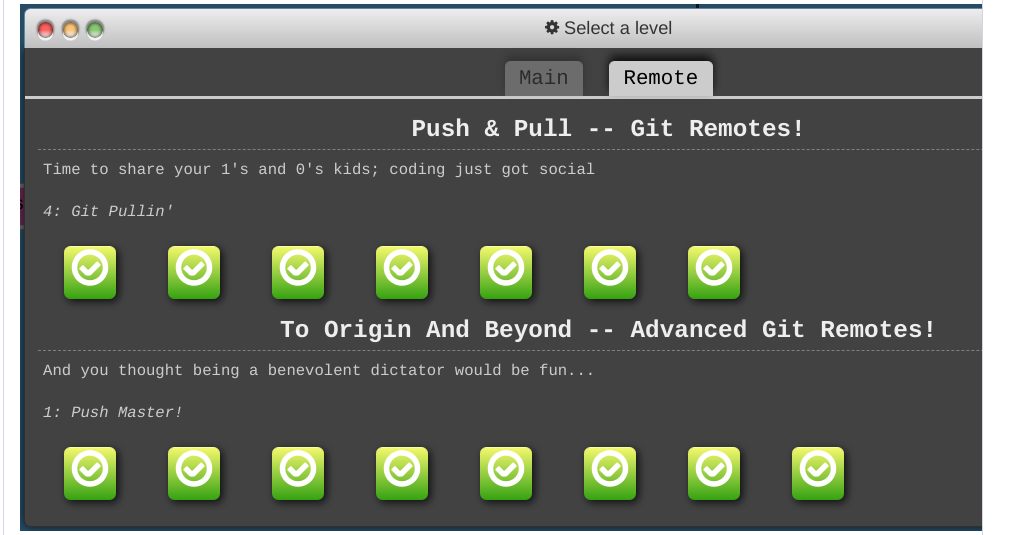 Select a level
Main Remote
Push & Pull -- Git Remotes!
Time to share your 1's and 0's kids; coding just got social
4: Git Pullin'
To Origin And Beyond -- Advanced Git Remotes!
And you thought being a benevolent dictator would be fun...
1: Push Master!